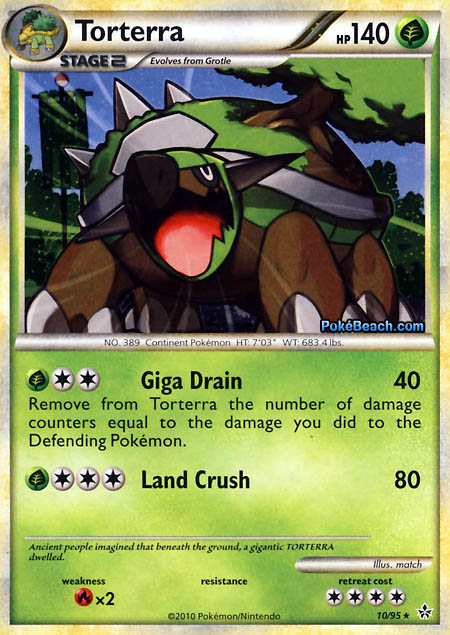 Torterra
HP 140
STAGE 2
Evolves from Grotle
PokéBeach.com
NO. 389 Continent Pokémon HT: 7'03" WT: 683.4 lbs.
Giga Drain 40
Remove from Torterra the number of damage
counters equal to the damage you did to the
Defending Pokémon.
Land Crush 80
Ancient people imagined that beneath the ground, a gigantic TORTERRA
dwelled.
Illus. match
weakness resistance retreat cost
×2
©2010 Pokémon/Nintendo 10/95 ★